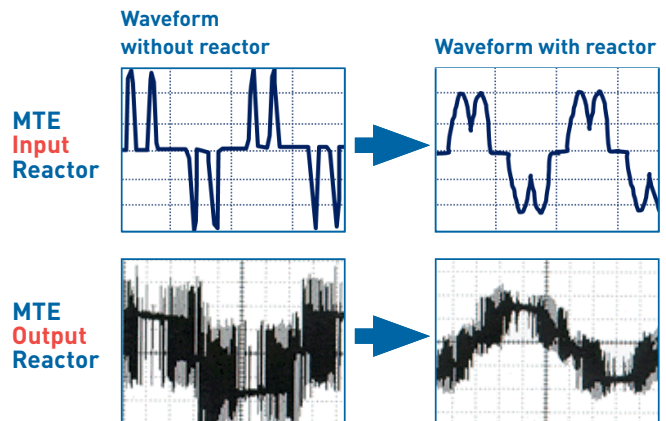 Waveform
without reactor
Waveform with reactor
MTE
Input
Reactor
MTE
Output
Reactor